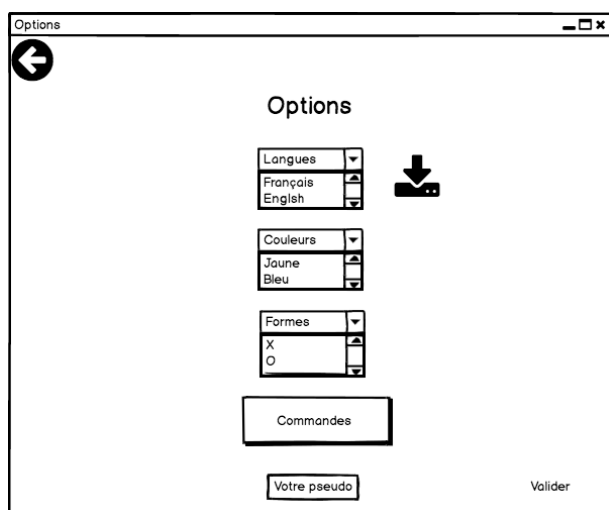 Options
Options
Langues
Français
Englsh
Couleurs
Jaune
Bleu
Formes
X
O
Commandes
Votre pseudo
Valider